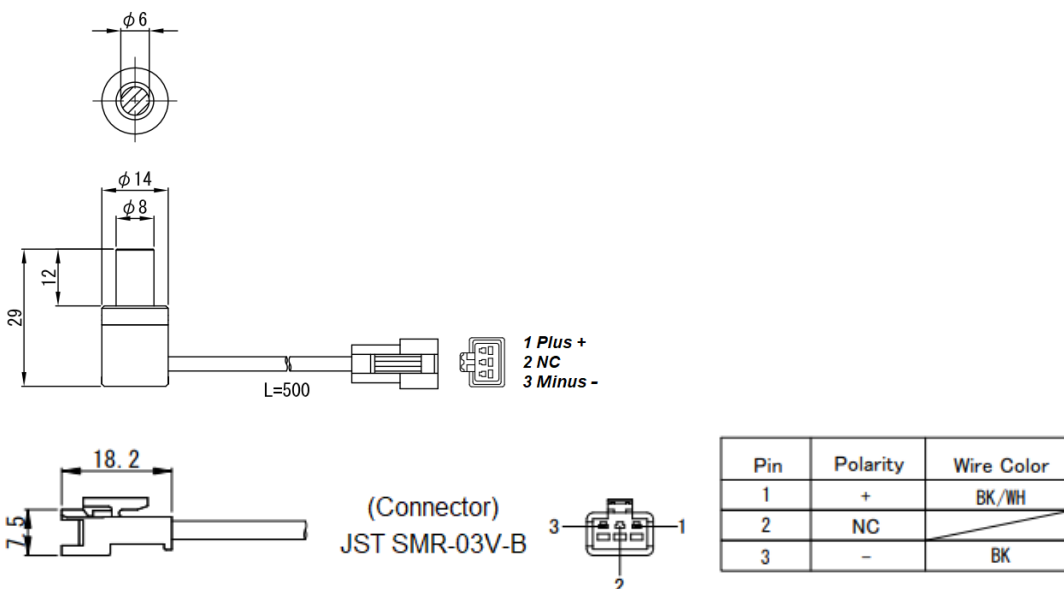 φ6
φ14
φ8
12
29
L=500
1 Plus +
2 NC
3 Minus -
18.2
7.5
(Connector)
JST SMR-03V-B
3
1
2
Pin Polarity Wire Color
1 + BK/WH
2 NC
3 − BK